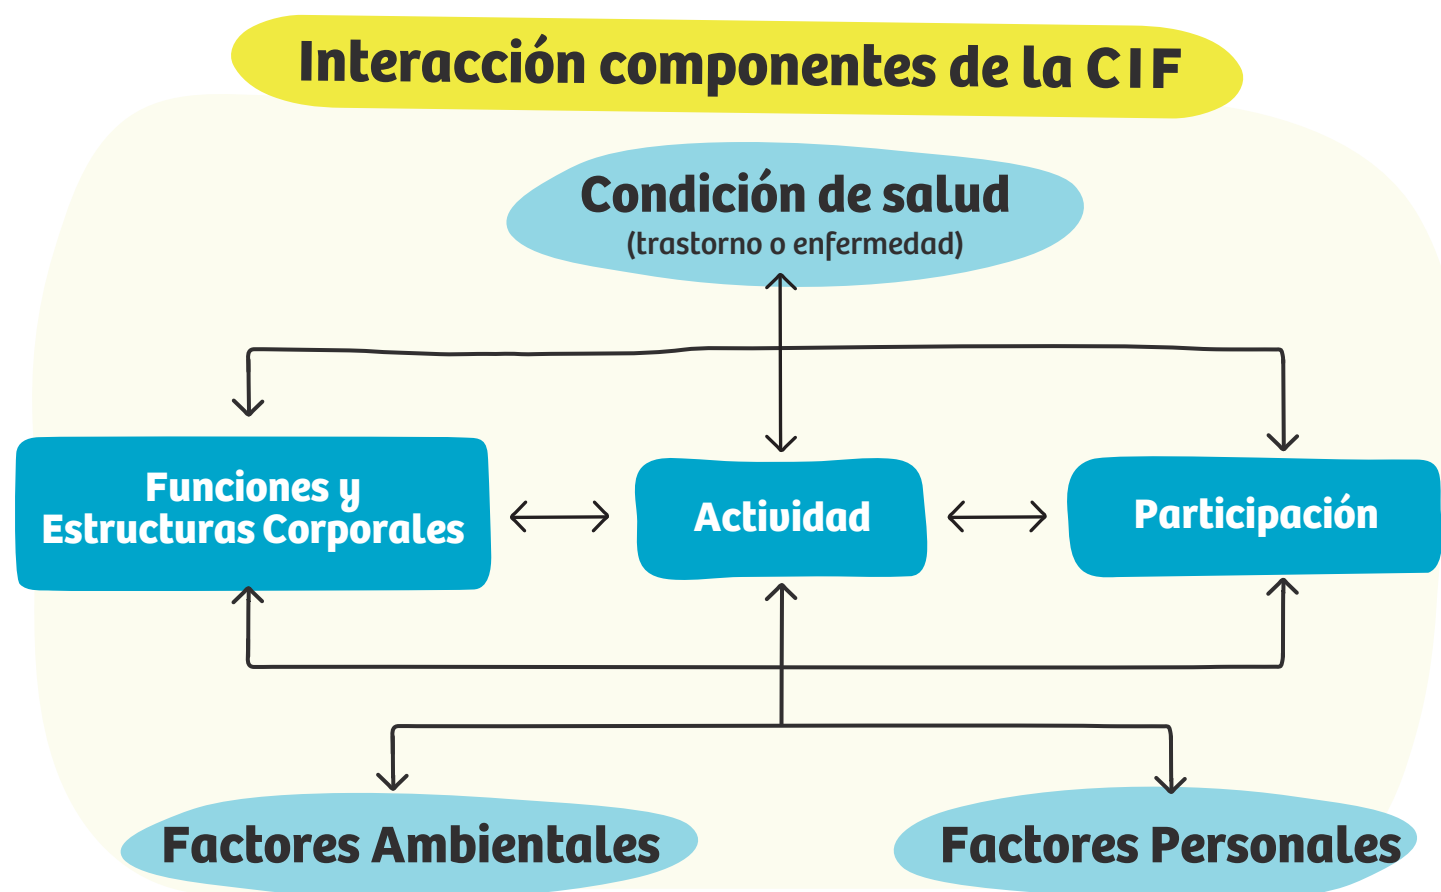 Interacción componentes de la CIF
Condición de salud
(trastorno o enfermedad)
Funciones y
Estructuras Corporales
Actividad
Participación
Factores Ambientales
Factores Personales